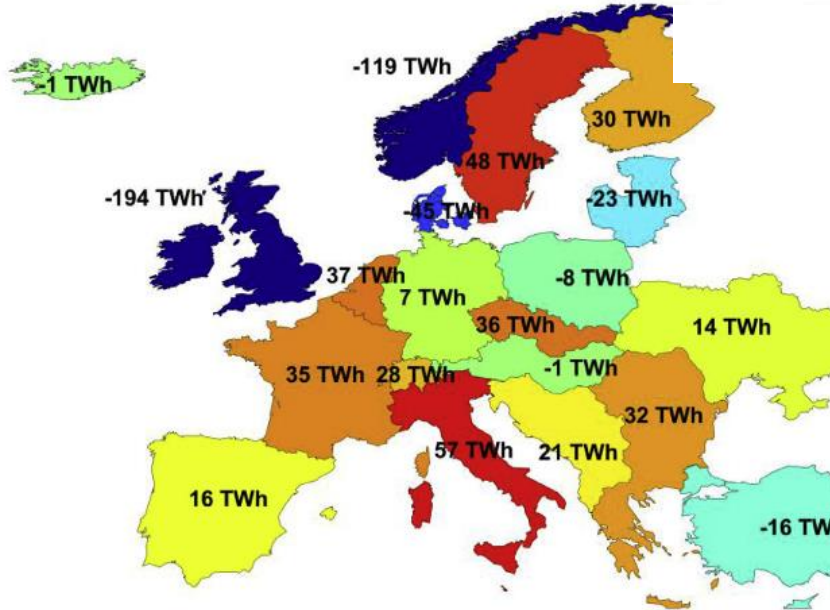 -119 TWh
-1 TWh
30 TWh
48 TWh
-194 TWh
-45 TWh
-23 TWh
37 TWh
7 TWh
-8 TWh
36 TWh
14 TWh
35 TWh
28 TWh
-1 TWh
32 TWh
57 TWh
21 TWh
16 TWh
-16 TW